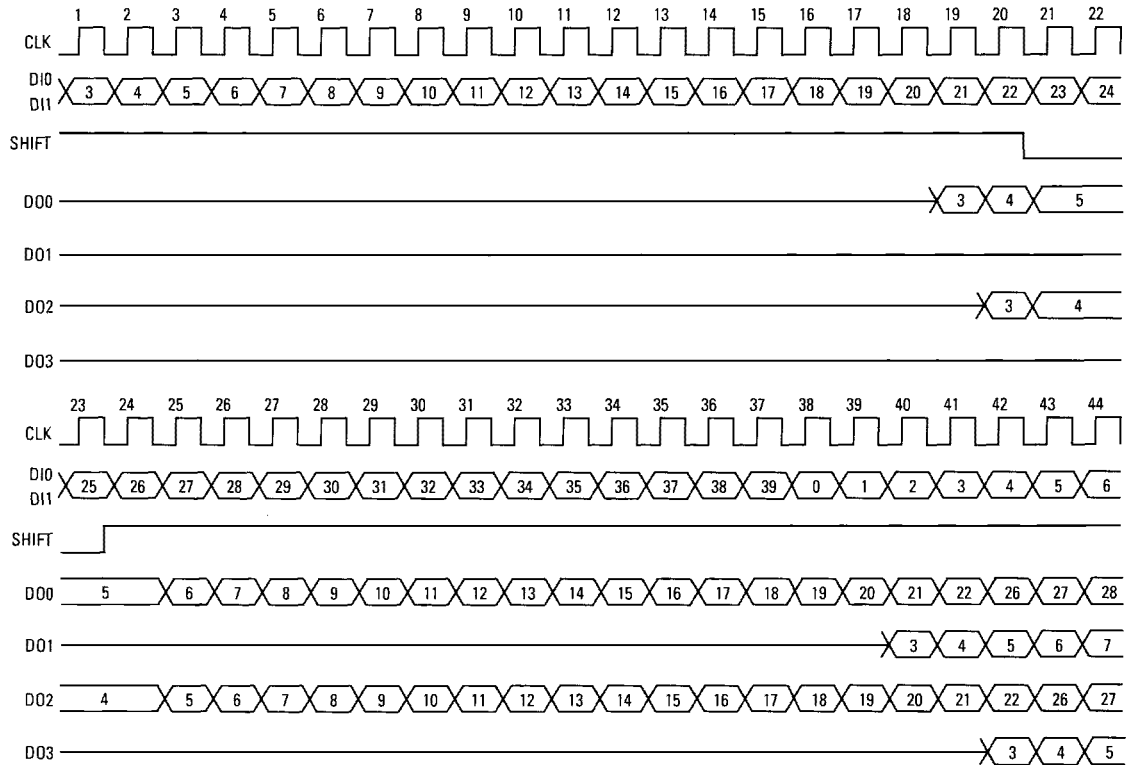 1 2 3 4 5 6 7 8 9 10 11 12 13 14 15 16 17 18 19 20 21 22
CLK
DI0
DI1
3 4 5 6 7 8 9 10 11 12 13 14 15 16 17 18 19 20 21 22 23 24
SHIFT
DO0 3 4 5
DO1
DO2 3 4
DO3
23 24 25 26 27 28 29 30 31 32 33 34 35 36 37 38 39 40 41 42 43 44
CLK
DI0
DI1
25 26 27 28 29 30 31 32 33 34 35 36 37 38 39 0 1 2 3 4 5 6
SHIFT
DO0 5 6 7 8 9 10 11 12 13 14 15 16 17 18 19 20 21 22 26 27 28
DO1 3 4 5 6 7
DO2 4 5 6 7 8 9 10 11 12 13 14 15 16 17 18 19 20 21 22 26 27
DO3 3 4 5